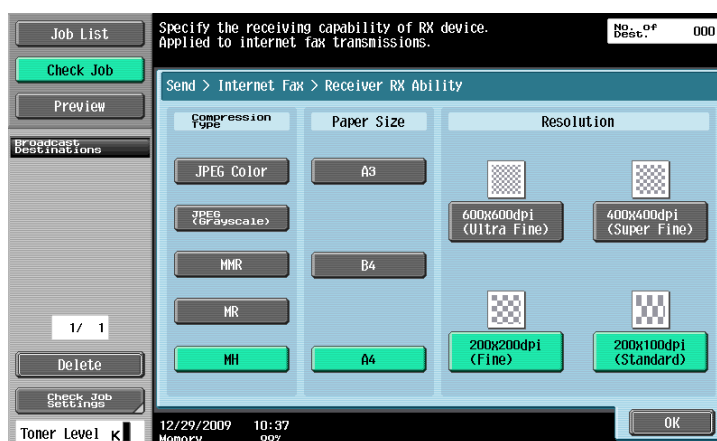 Job List
Check Job
Preview
Broadcast
Destinations
1/ 1
Delete
Check Job
Settings
Toner Level K
Specify the receiving capability of RX device.
Applied to internet fax transmissions.
No. of
Dest.
000
Send > Internet Fax > Receiver RX Ability
Compression
Type
JPEG Color
JPEG
(Grayscale)
MMR
MR
MH
Paper Size
A3
B4
A4
Resolution
600x600dpi
(Ultra Fine)
400x400dpi
(Super Fine)
200x200dpi
(Fine)
200x100dpi
(Standard)
12/29/2009 10:37
Memory 99%
OK